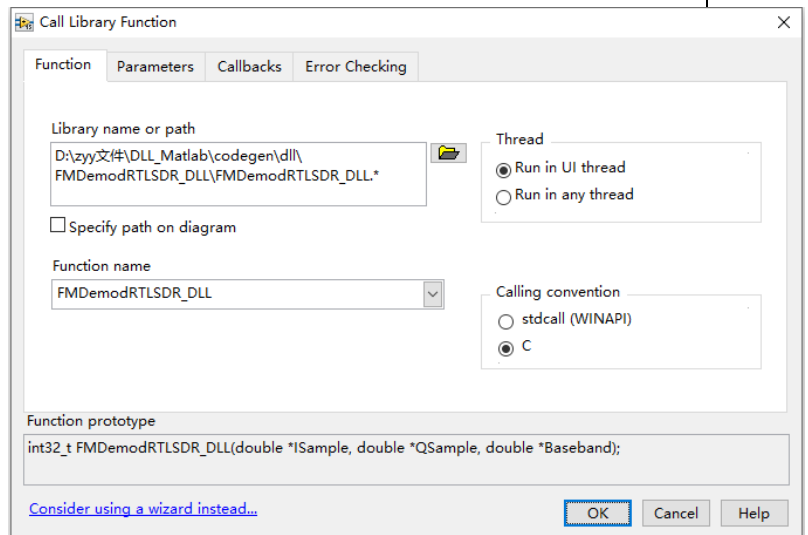 Call Library Function
Function Parameters Callbacks Error Checking
Library name or path
D:\zyy文件\DLL_Matlab\codegen\dll\
FMDemodRTLSDR_DLL\FMDemodRTLSDR_DLL.*
Specify path on diagram
Thread
Run in UI thread
Run in any thread
Function name
FMDemodRTLSDR_DLL
Calling convention
stdcall (WINAPI)
C
Function prototype
int32_t FMDemodRTLSDR_DLL(double *ISample, double *QSample, double *Baseband);
Consider using a wizard instead...
OK Cancel Help